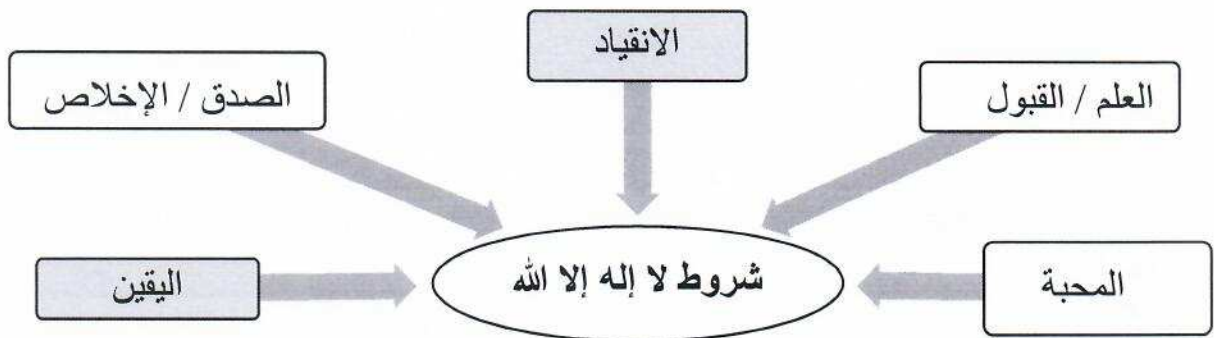 الانقياد
العلم / القبول
الصدق / الإخلاص
شروط لا إله إلا الله
المحبة
اليقين